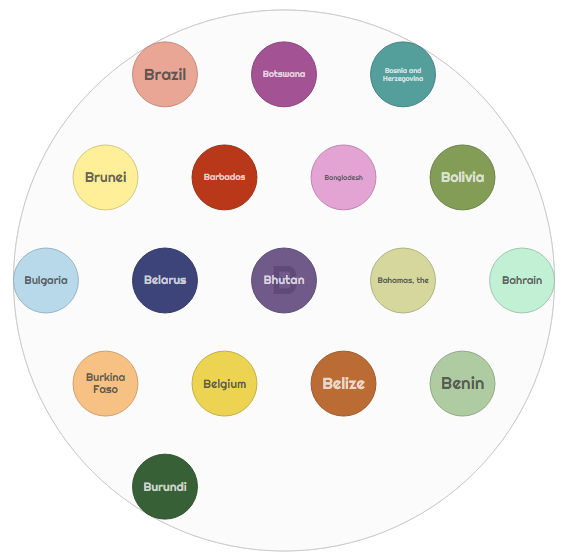 Brazil
Botswana
Bosnia and
Herzegovina
Brunei
Barbados
Bangladesh
Bolivia
Bulgaria
Belarus
B
Bhutan
Bahamas, the
Bahrain
Burkina
Faso
Belgium
Belize
Benin
Burundi